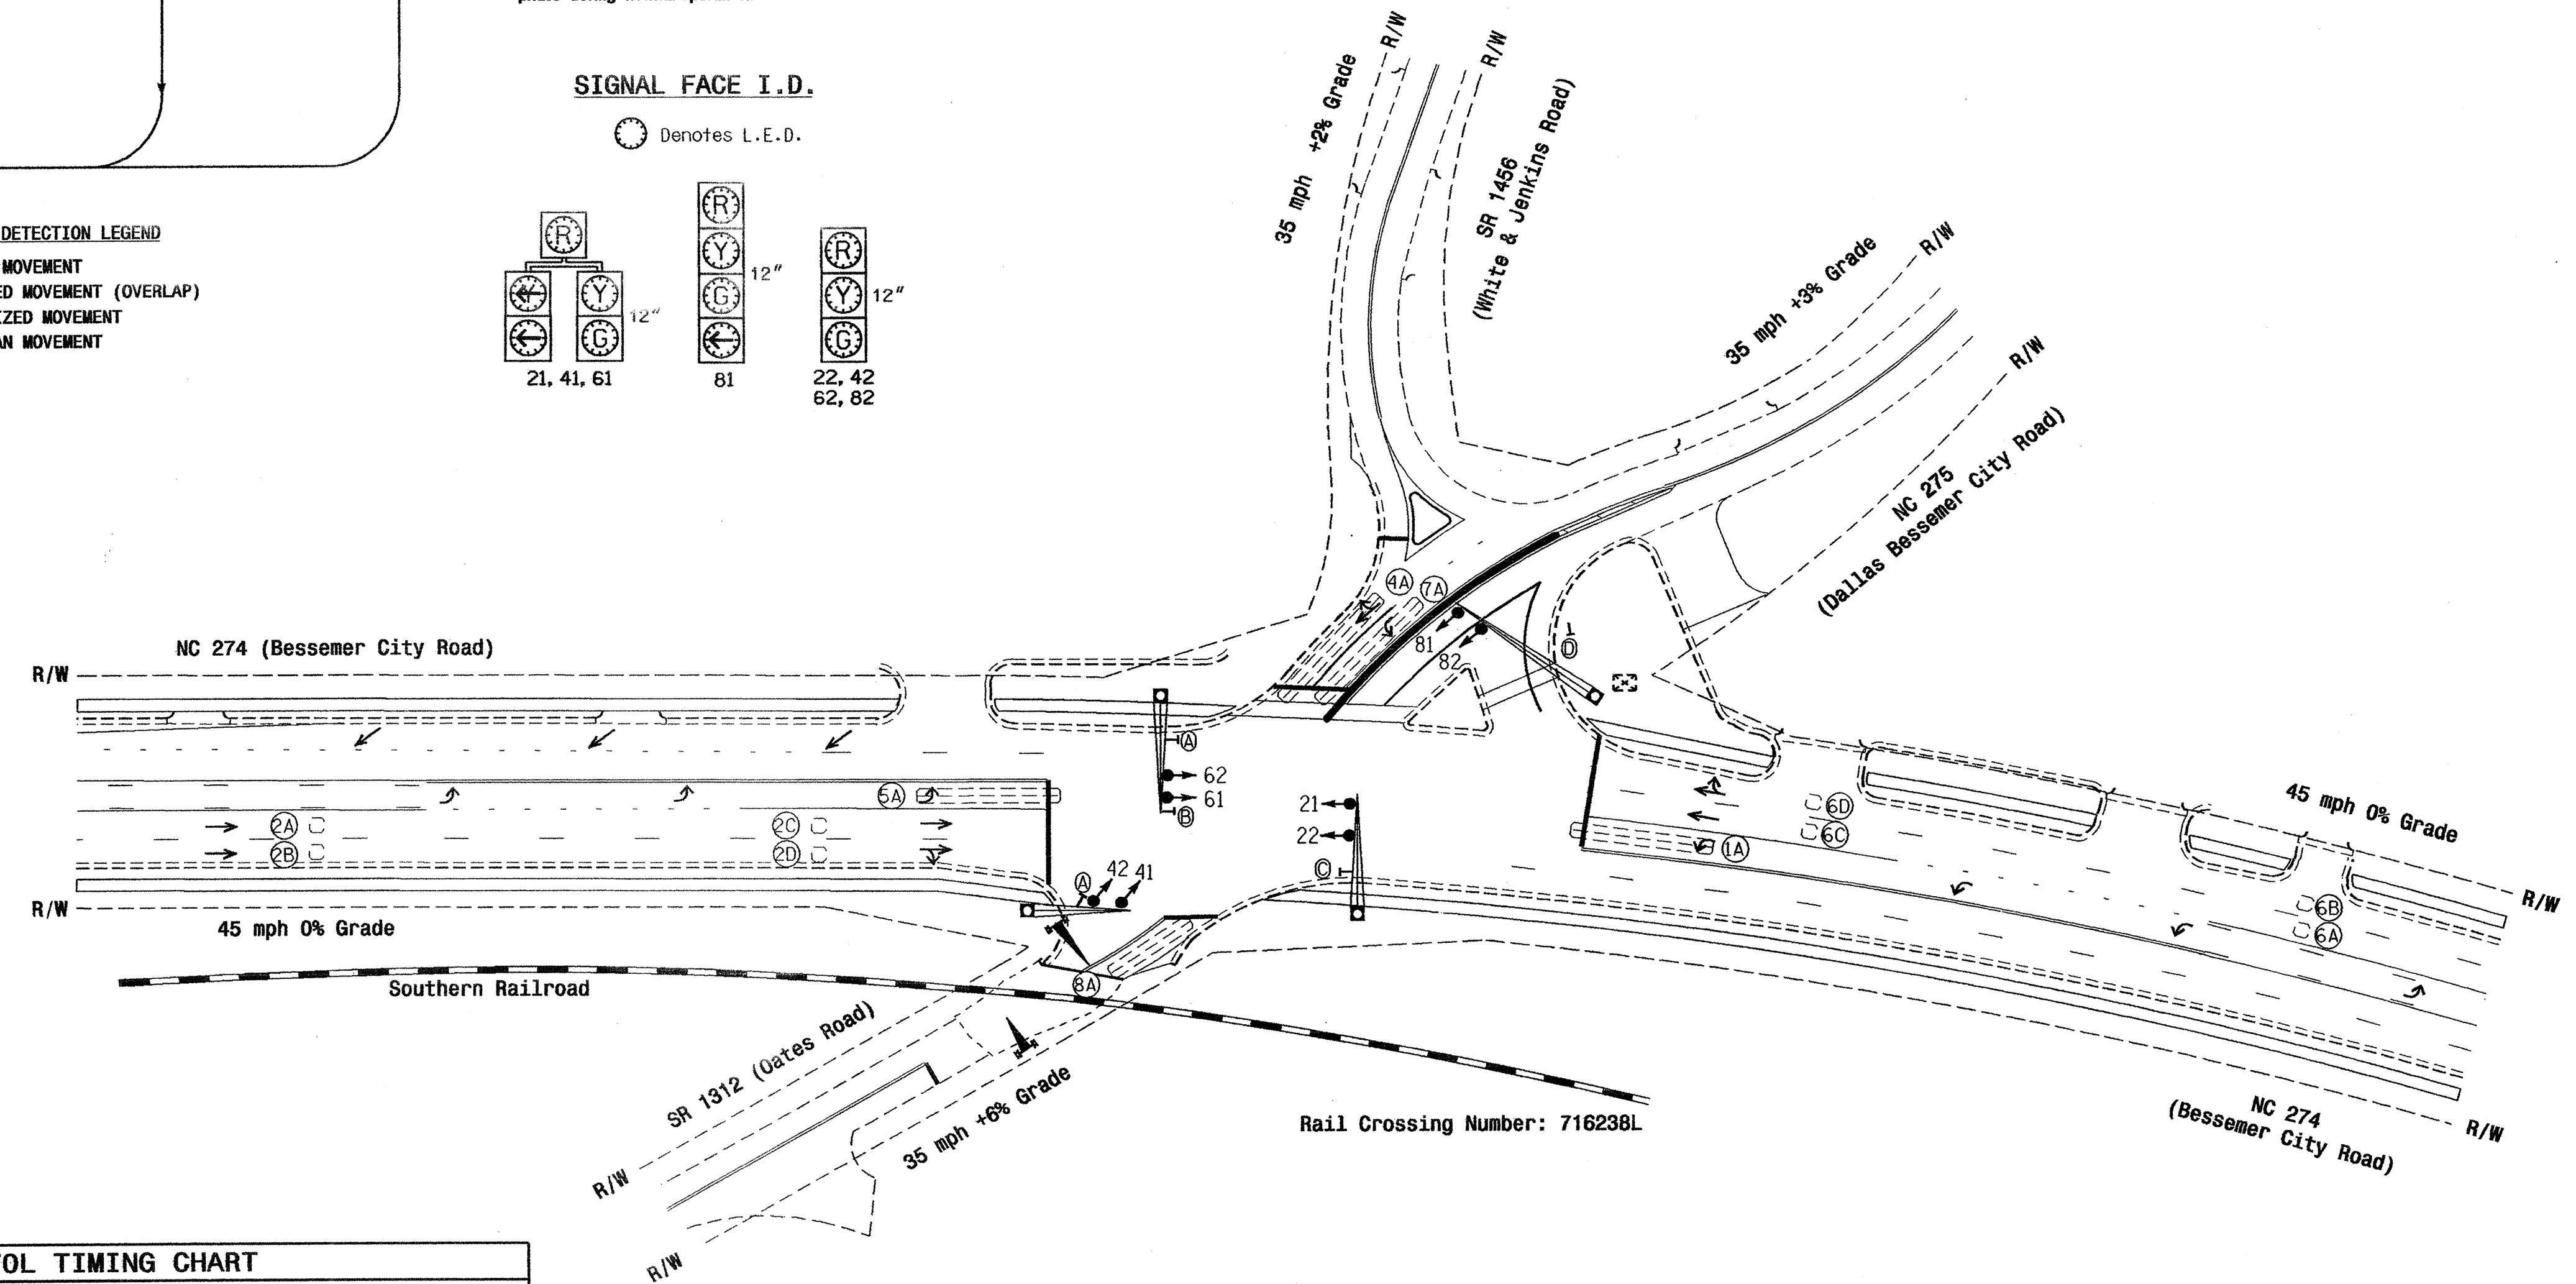 SIGNAL FACE I.D.
Denotes L.E.D.
R
Y
G
12"
21, 41, 61
R
Y
G
12"
81
R
Y
G
12"
22, 42
62, 82
DETECTION LEGEND
MOVEMENT
ED MOVEMENT (OVERLAP)
IZED MOVEMENT
AN MOVEMENT
35 mph +2% Grade
R/W
R/W
SR 1456
(White & Jenkins Road)
35 mph +3% Grade
R/W
R/W
NC 275
(Dallas Bessemer City Road)
4A
7A
81
82
D
NC 274 (Bessemer City Road)
R/W
A
62
61
B
5A
2A
2B
2C
2D
21
22
C
A
42
41
6D
6C
1A
6B
6A
45 mph 0% Grade
R/W
R/W
45 mph 0% Grade
Southern Railroad
8A
SR 1312 (Oates Road)
35 mph +6% Grade
R/W
R/W
Rail Crossing Number: 716238L
NC 274
(Bessemer City Road)
R/W
OL TIMING CHART